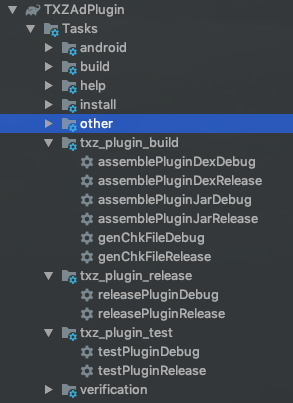 TXZAdPlugin
Tasks
android
build
help
install
other
txz_plugin_build
assemblePluginDexDebug
assemblePluginDexRelease
assemblePluginJarDebug
assemblePluginJarRelease
genChkFileDebug
genChkFileRelease
txz_plugin_release
releasePluginDebug
releasePluginRelease
txz_plugin_test
testPluginDebug
testPluginRelease
verification